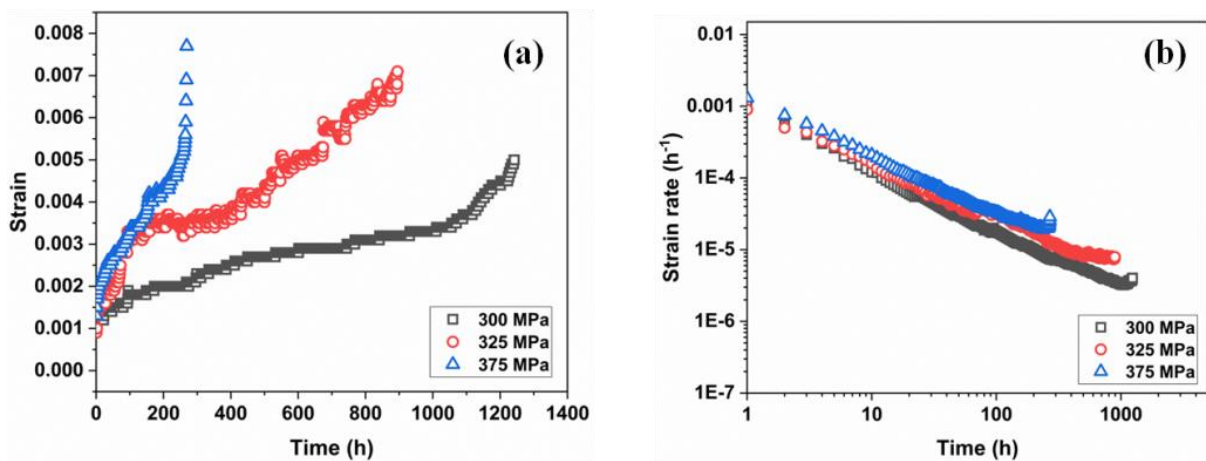 (a)
Strain
0.008
0.007
0.006
0.005
0.004
0.003
0.002
0.001
0.000
0 200 400 600 800 1000 1200 1400
Time (h)
300 MPa
325 MPa
375 MPa
(b)
Strain rate (h⁻¹)
0.01
0.001
1E-4
1E-5
1E-6
1E-7
1 10 100 1000
Time (h)
300 MPa
325 MPa
375 MPa